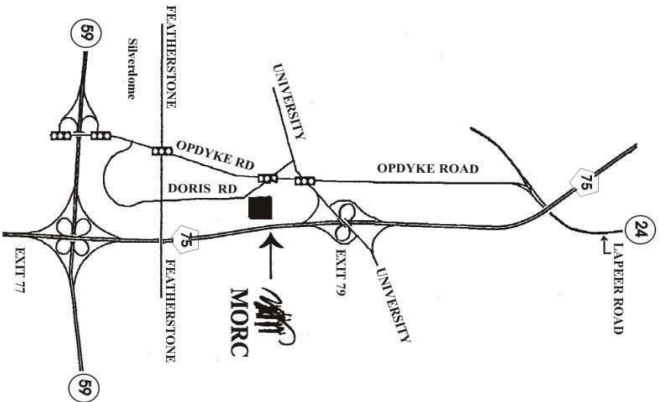 59
Silverdome
FEATHERSTONE
UNIVERSITY
OPDYKE RD
OPDYKE ROAD
DORIS RD
75
24
LAPEER ROAD
75
EXIT 77
FEATHERSTONE
MORC
EXIT 79
UNIVERSITY
59